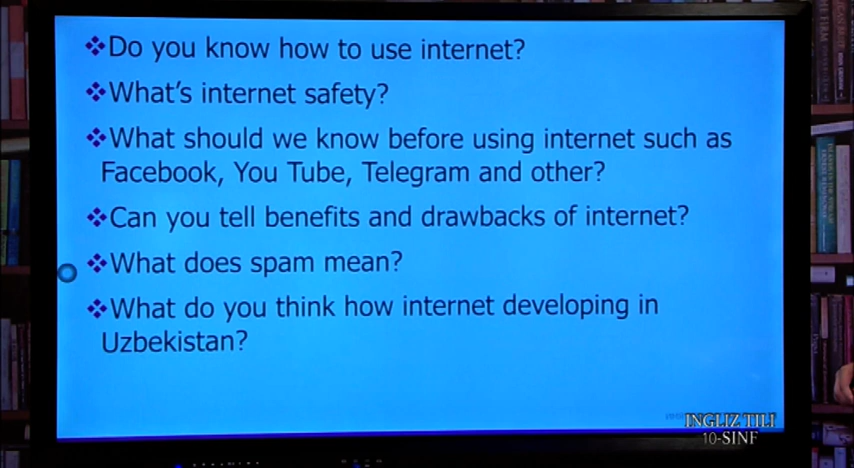 ❖Do you know how to use internet?
❖What's internet safety?
❖What should we know before using internet such as
Facebook, You Tube, Telegram and other?
❖Can you tell benefits and drawbacks of internet?
❖What does spam mean?
❖What do you think how internet developing in
Uzbekistan?
INGLIZ TILI
10-SINF